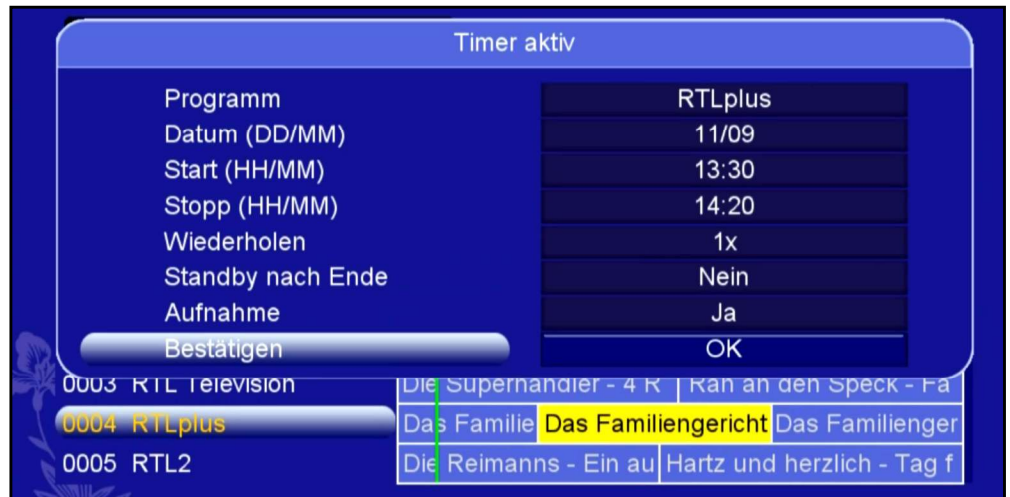 Timer aktiv
Programm RTLplus
Datum (DD/MM) 11/09
Start (HH/MM) 13:30
Stopp (HH/MM) 14:20
Wiederholen 1x
Standby nach Ende Nein
Aufnahme Ja
Bestätigen OK
0003 RTL Television Die Superhändler - 4 R Ran an den Speck - Fa
0004 RTLplus Das Familie Das Familiengericht Das Familienger
0005 RTL2 Die Reimanns - Ein au Hartz und herzlich - Tag f